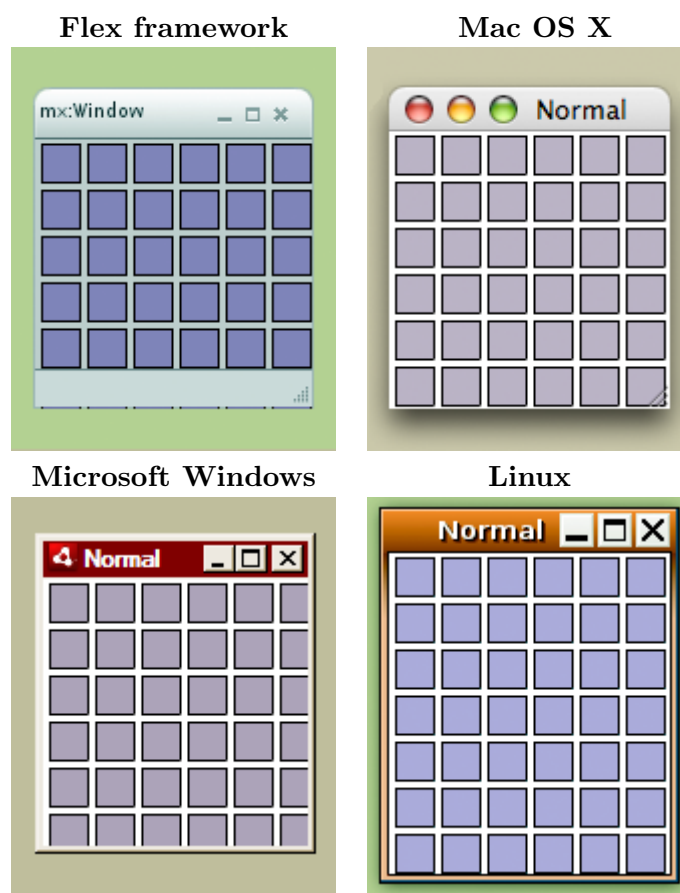 Flex framework
Mac OS X
mx:Window
Normal
Microsoft Windows
Linux
Normal
Normal